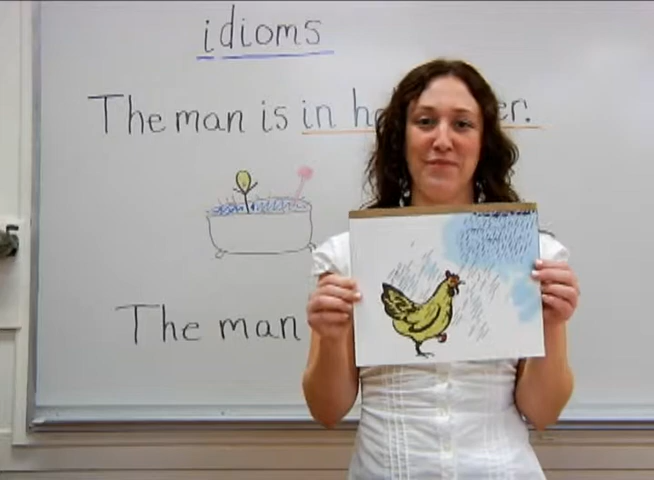 idioms
The man is in
The man